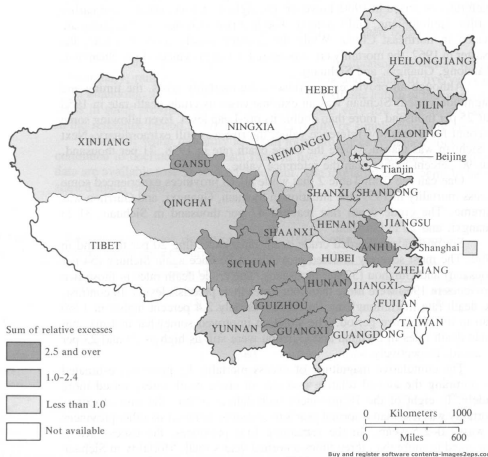 HEILONGJIANG
HEBEI
JILIN
NINGXIA
LIAONING
XINJIANG
NEIMONGGU
Beijing
GANSU
Tianjin
SHANXI
SHANDONG
QINGHAI
HENAN
JIANGSU
SHAANXI
ANHUI
Shanghai
TIBET
HUBEI
SICHUAN
ZHEJIANG
HUNAN
JIANGXI
GUIZHOU
FUJIAN
TAIWAN
YUNNAN
GUANGXI
GUANGDONG
Sum of relative excesses
2.5 and over
1.0–2.4
Less than 1.0
Not available
0 Kilometers 1000
0 Miles 600
Buy and register software contenta-images2eps.com